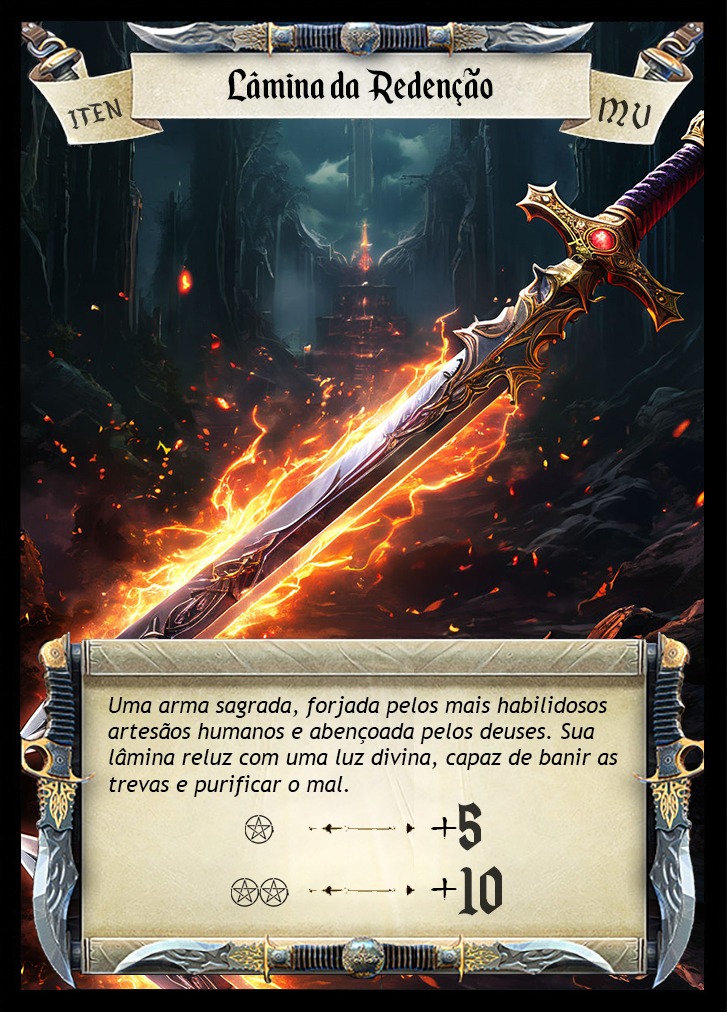 Lâmina da Redenção
ITEN
MU
Uma arma sagrada, forjada pelos mais habilidosos
artesãos humanos e abençoada pelos deuses. Sua
lâmina reluz com uma luz divina, capaz de banir as
trevas e purificar o mal.
+5
+10